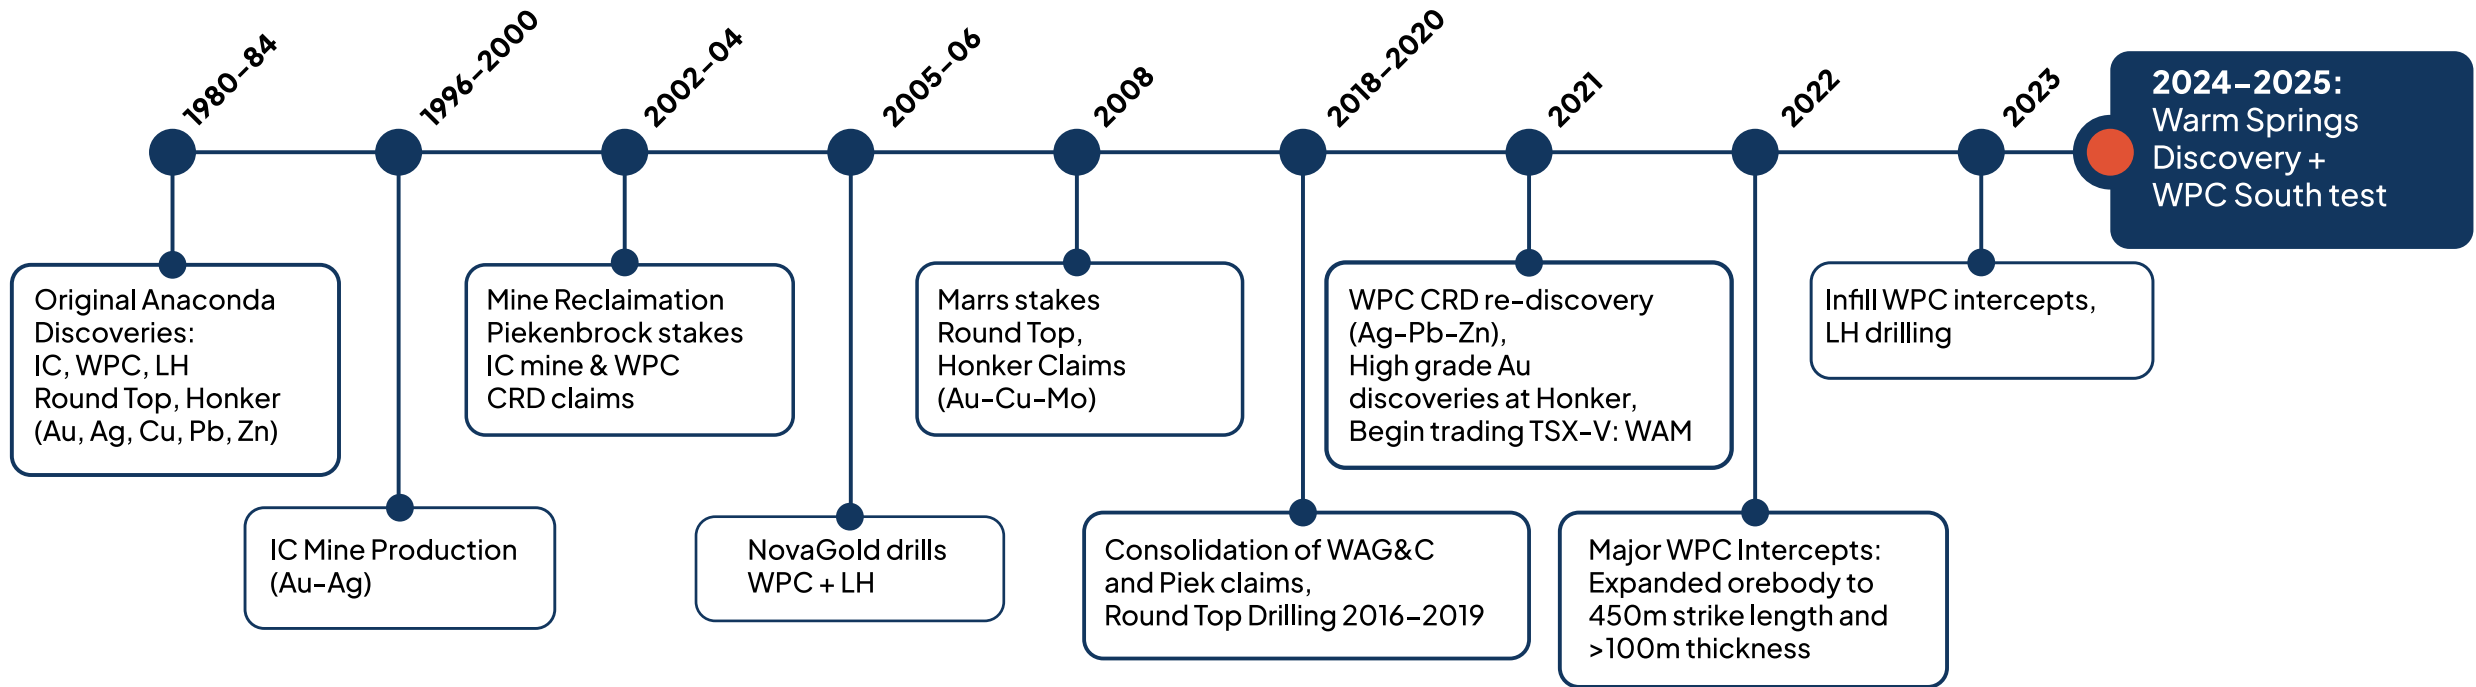 1980-84
1996-2000
2002-04
2005-06
2008
2018-2020
2021
2022
2023
2024-2025:
Warm Springs
Discovery +
WPC South test
Original Anaconda
Discoveries:
IC, WPC, LH
Round Top, Honker
(Au, Ag, Cu, Pb, Zn)
IC Mine Production
(Au-Ag)
Mine Reclaimation
Piekenbrock stakes
IC mine & WPC
CRD claims
NovaGold drills
WPC + LH
Marrs stakes
Round Top,
Honker Claims
(Au-Cu-Mo)
Consolidation of WAG&C
and Piek claims,
Round Top Drilling 2016-2019
WPC CRD re-discovery
(Ag-Pb-Zn),
High grade Au
discoveries at Honker,
Begin trading TSX-V: WAM
Major WPC Intercepts:
Expanded orebody to
450m strike length and
>100m thickness
Infill WPC intercepts,
LH drilling